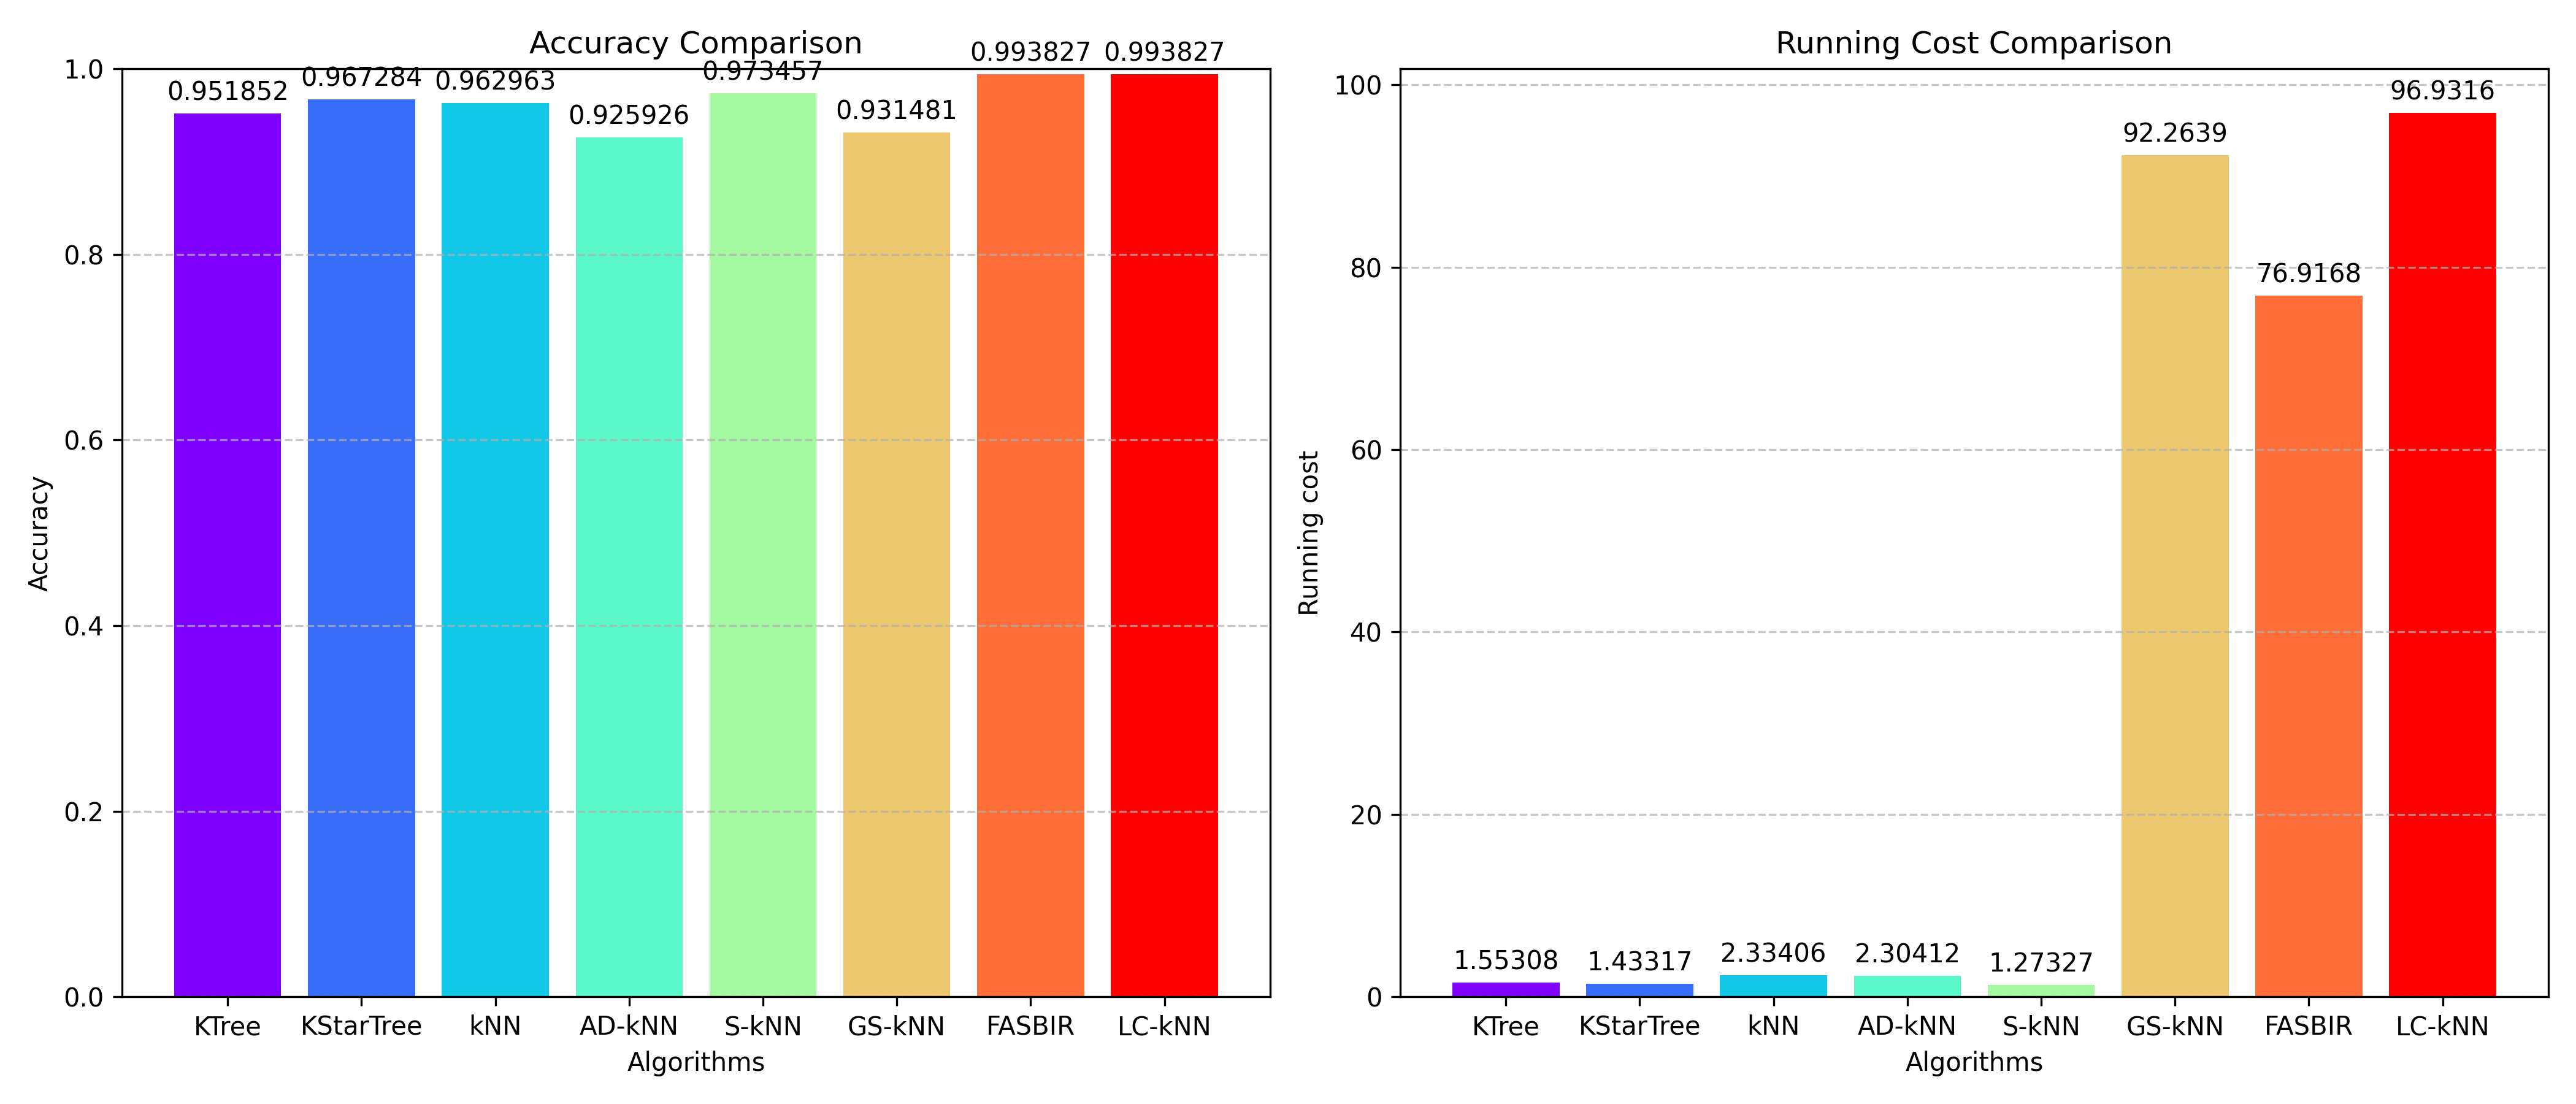 Accuracy Comparison
0.993827 0.993827
0.951852 0.967284 0.962963 0.925926 0.973457 0.931481
1.0
0.8
0.6
0.4
0.2
0.0
Accuracy
KTree KStarTree kNN AD-kNN S-kNN GS-kNN FASBIR LC-kNN
Algorithms
Running Cost Comparison
1.55308 1.43317 2.33406 2.30412 1.27327 92.2639 76.9168 96.9316
100
80
60
40
20
0
Running cost
KTree KStarTree kNN AD-kNN S-kNN GS-kNN FASBIR LC-kNN
Algorithms